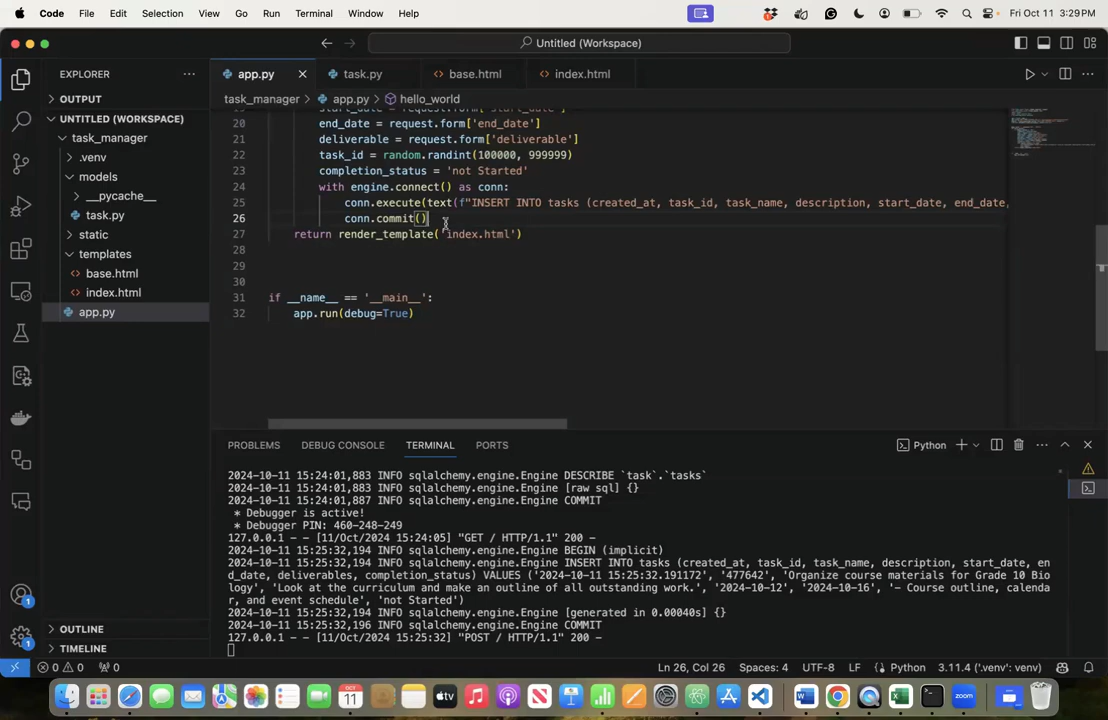 Code File Edit Selection View Go Run Terminal Window Help Fri Oct 11 3:29 PM
Untitled (Workspace)
EXPLORER
OUTPUT
UNTITLED (WORKSPACE)
task_manager
.venv
models
__pycache__
task.py
static
templates
base.html
index.html
app.py
OUTLINE
TIMELINE
app.py task.py base.html index.html
task_manager app.py hello_world
19 start_date = request.form['start_date']
20 end_date = request.form['end_date']
21 deliverable = request.form['deliverable']
22 task_id = random.randint(100000, 999999)
23 completion_status = 'not Started'
24 with engine.connect() as conn:
25 conn.execute(text(f"INSERT INTO tasks (created_at, task_id, task_name, description, start_date, end_date,
26 conn.commit()
27 return render_template('index.html')
28
29
30
31 if __name__ == '__main__':
32 app.run(debug=True)
PROBLEMS DEBUG CONSOLE TERMINAL PORTS Python
2024-10-11 15:24:01,883 INFO sqlalchemy.engine.Engine DESCRIBE `task`.`tasks`
2024-10-11 15:24:01,883 INFO sqlalchemy.engine.Engine [raw sql] {}
2024-10-11 15:24:01,887 INFO sqlalchemy.engine.Engine COMMIT
* Debugger is active!
* Debugger PIN: 460-248-249
127.0.0.1 - - [11/Oct/2024 15:24:05] "GET / HTTP/1.1" 200 -
2024-10-11 15:25:32,194 INFO sqlalchemy.engine.Engine BEGIN (implicit)
2024-10-11 15:25:32,194 INFO sqlalchemy.engine.Engine INSERT INTO tasks (created_at, task_id, task_name, description, start_date, en
d_date, deliverables, completion_status) VALUES ('2024-10-11 15:25:32.191172', '477642', 'Organize course materials for Grade 10 Bio
logy', 'Look at the curriculum and make an outline of all outstanding work.', '2024-10-12', '2024-10-16', '- Course outline, calenda
r, and event schedule', 'not Started')
2024-10-11 15:25:32,194 INFO sqlalchemy.engine.Engine [generated in 0.00040s] {}
2024-10-11 15:25:32,196 INFO sqlalchemy.engine.Engine COMMIT
127.0.0.1 - - [11/Oct/2024 15:25:32] "POST / HTTP/1.1" 200 -
0 0 0 Ln 26, Col 26 Spaces: 4 UTF-8 LF Python 3.11.4 ('.venv': venv)